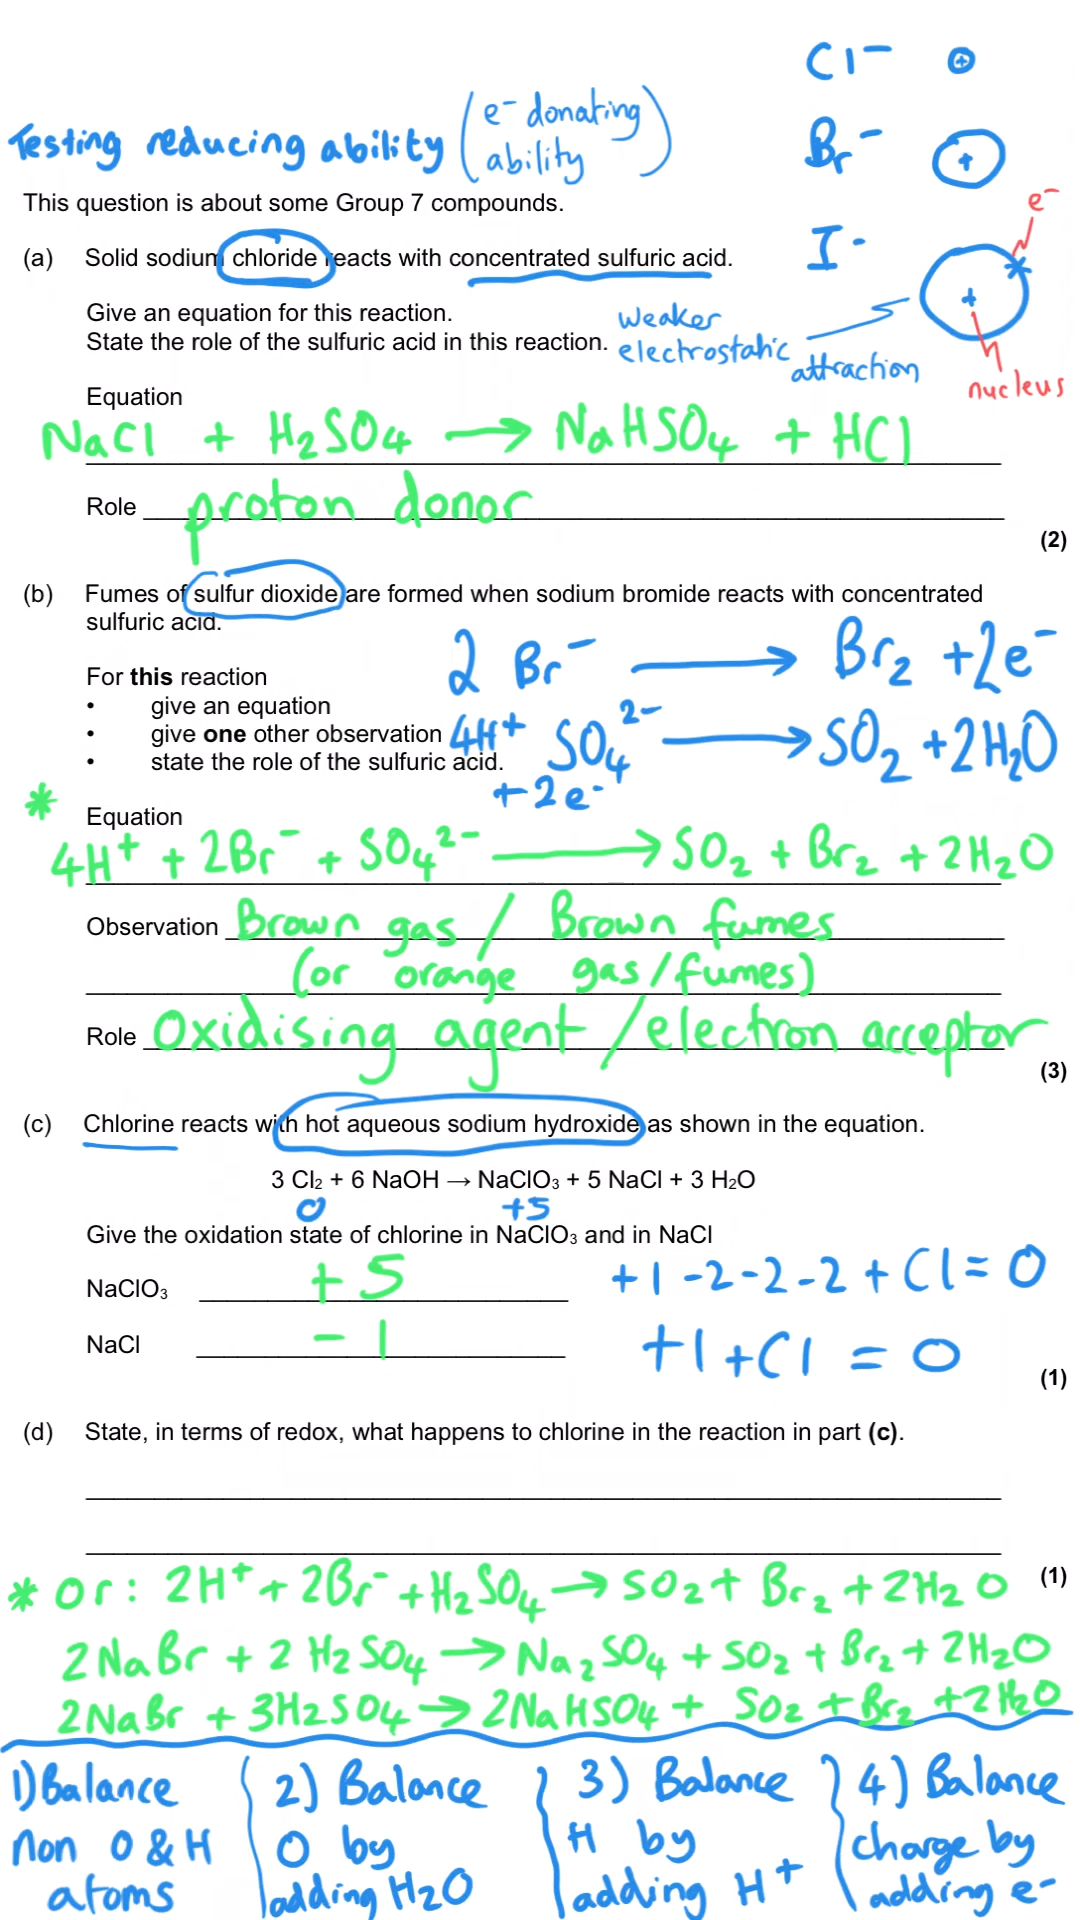 Cl⁻ +
Testing reducing ability (e⁻ donating ability)
Br⁻ +
This question is about some Group 7 compounds.
e⁻
(a) Solid sodium chloride reacts with concentrated sulfuric acid.
I⁻ +
Give an equation for this reaction.
State the role of the sulfuric acid in this reaction.
weaker
electrostatic
attraction
nucleus
Equation
NaCl + H₂SO₄ → NaHSO₄ + HCl
Role proton donor
(2)
(b) Fumes of sulfur dioxide are formed when sodium bromide reacts with concentrated
sulfuric acid.
2 Br⁻ → Br₂ + 2e⁻
For this reaction
• give an equation
• give one other observation
• state the role of the sulfuric acid.
4H⁺ SO₄²⁻ → SO₂ + 2H₂O
+ 2e⁻
*
Equation
4H⁺ + 2Br⁻ + SO₄²⁻ → SO₂ + Br₂ + 2H₂O
Observation Brown gas / Brown fumes
(or orange gas/fumes)
Role Oxidising agent / electron acceptor
(3)
(c) Chlorine reacts with hot aqueous sodium hydroxide as shown in the equation.
3 Cl₂ + 6 NaOH → NaClO₃ + 5 NaCl + 3 H₂O
0 +5
Give the oxidation state of chlorine in NaClO₃ and in NaCl
NaClO₃ + 5
+1 -2-2-2 + Cl = 0
NaCl - 1
+1 + Cl = 0
(1)
(d) State, in terms of redox, what happens to chlorine in the reaction in part (c).
(1)
* or: 2H⁺ + 2Br⁻ + H₂SO₄ → SO₂ + Br₂ + 2H₂O
2NaBr + 2H₂SO₄ → Na₂SO₄ + SO₂ + Br₂ + 2H₂O
2NaBr + 3H₂SO₄ → 2NaHSO₄ + SO₂ + Br₂ + 2H₂O
1) Balance
non O & H
atoms
2) Balance
O by
adding H₂O
3) Balance
H by
adding H⁺
4) Balance
charge by
adding e⁻